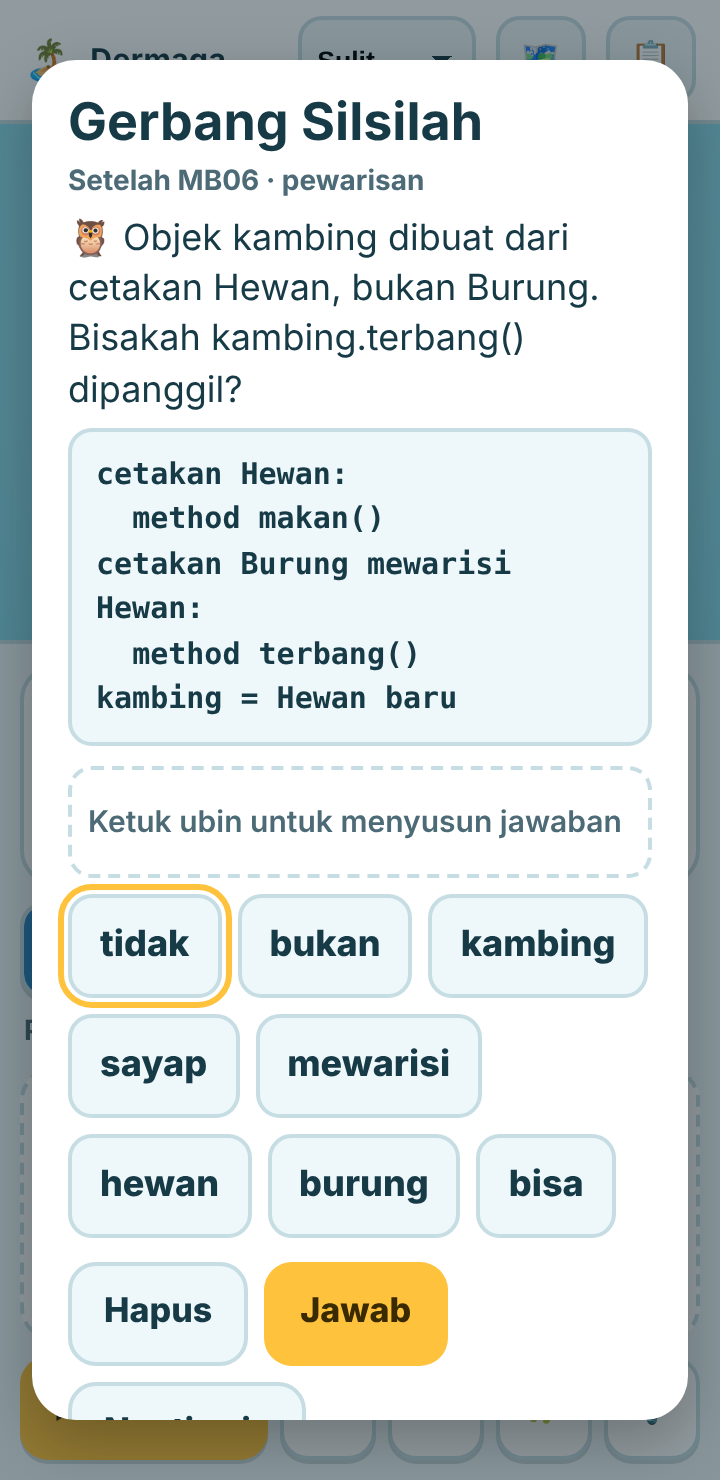 Gerbang Silsilah
Setelah MB06 · pewarisan
Objek kambing dibuat dari
cetakan Hewan, bukan Burung.
Bisakah kambing.terbang()
dipanggil?
cetakan Hewan:
method makan()
cetakan Burung mewarisi
Hewan:
method terbang()
kambing = Hewan baru
Ketuk ubin untuk menyusun jawaban
tidak bukan kambing
sayap mewarisi
hewan burung bisa
Hapus Jawab